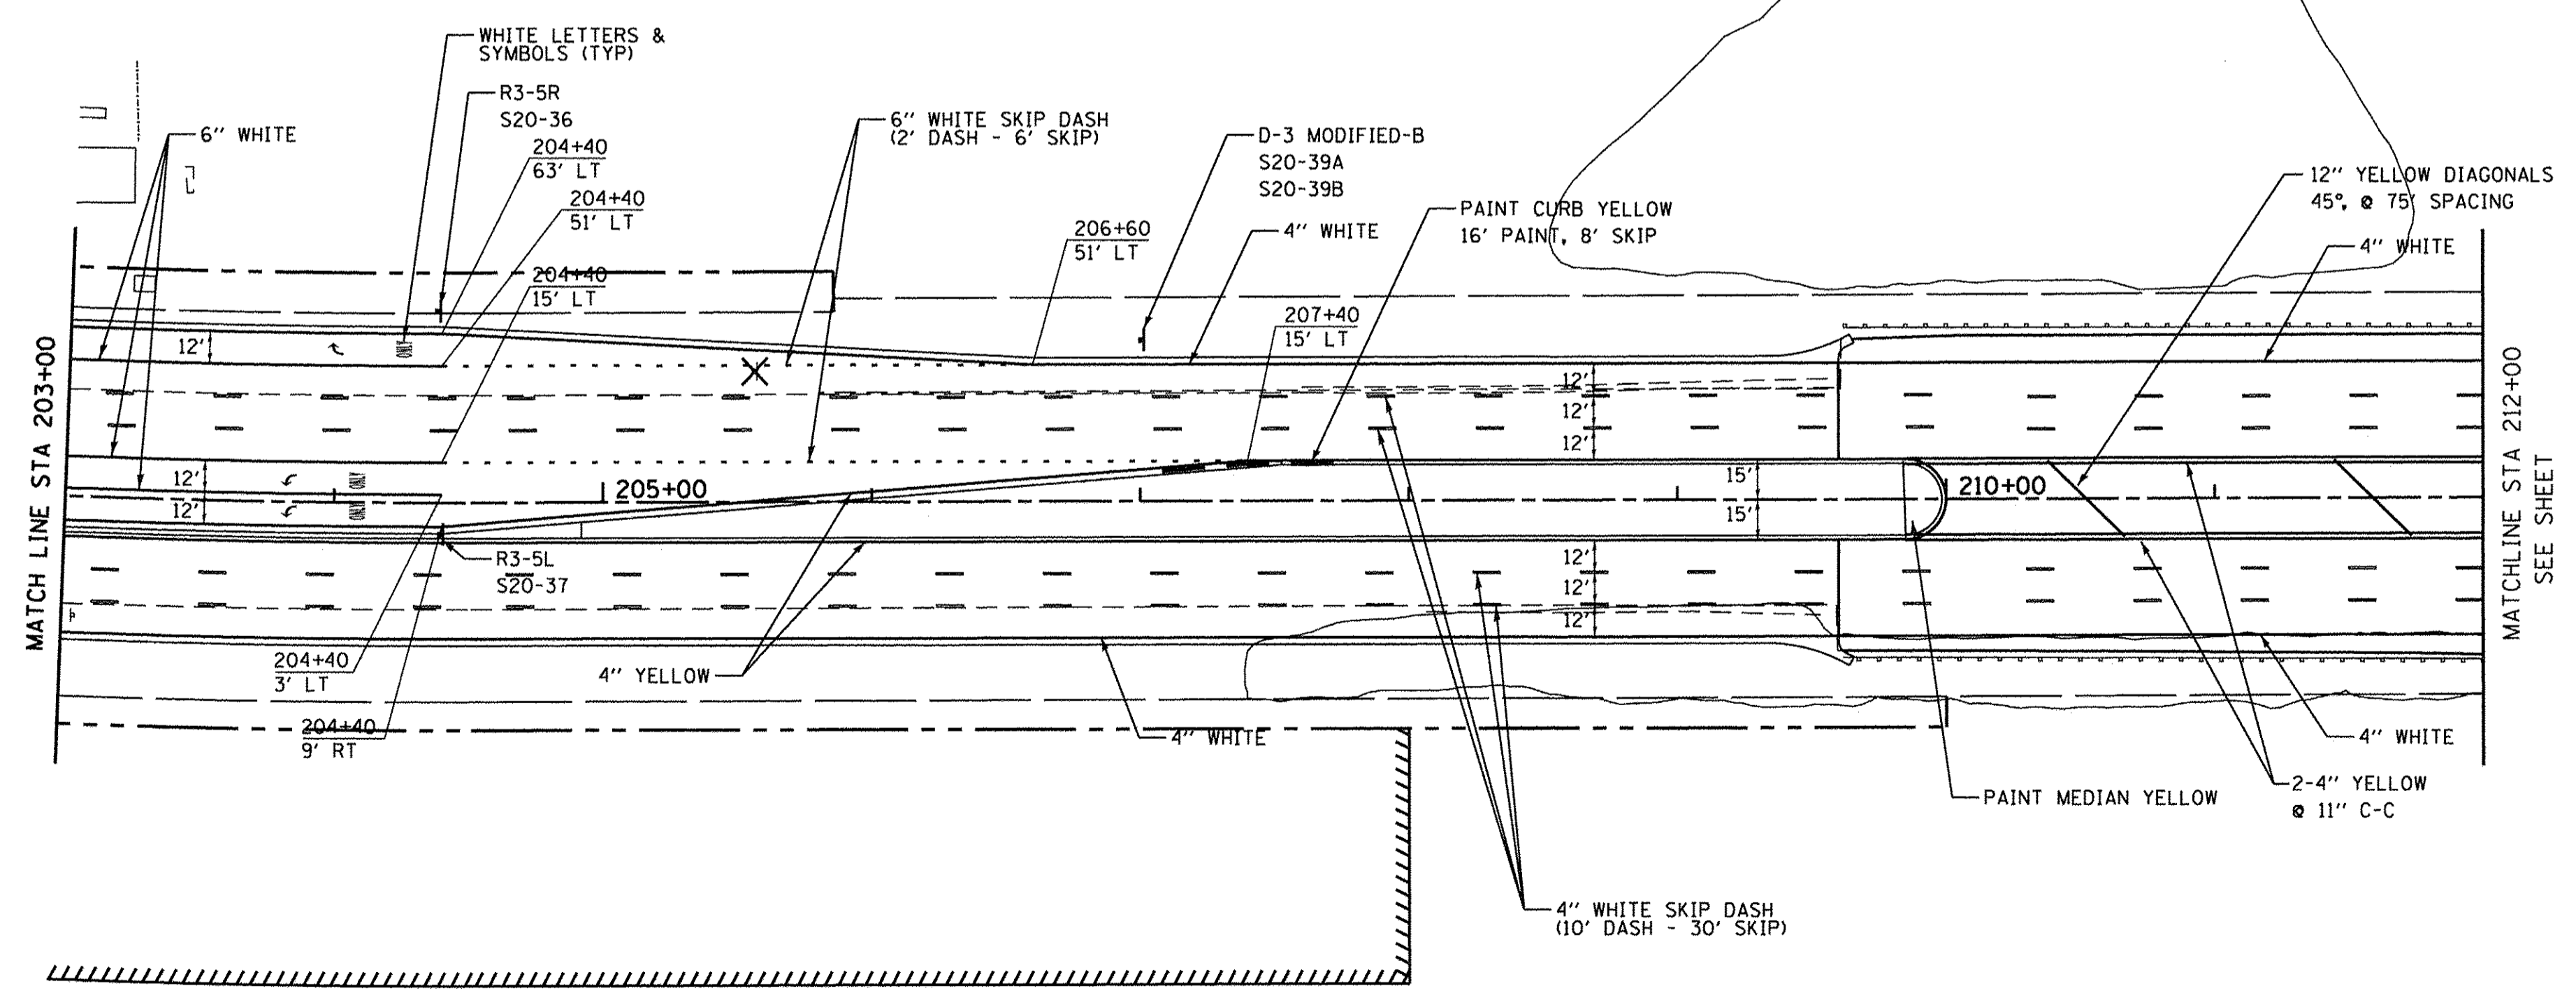 WHITE LETTERS &
SYMBOLS (TYP)
R3-5R
S20-36
6" WHITE
204+40
63' LT
204+40
51' LT
204+40
15' LT
6" WHITE SKIP DASH
(2' DASH - 6' SKIP)
D-3 MODIFIED-B
S20-39A
S20-39B
PAINT CURB YELLOW
16' PAINT, 8' SKIP
4" WHITE
206+60
51' LT
207+40
15' LT
12" YELLOW DIAGONALS
45°, @ 75' SPACING
4" WHITE
MATCH LINE STA 203+00
12'
ONLY
12'
12'
12'
12'
ONLY
12'
ONLY
205+00
15'
15'
210+00
R3-5L
S20-37
12'
12'
12'
204+40
3' LT
204+40
9' RT
4" YELLOW
4" WHITE
4" WHITE
2-4" YELLOW
@ 11" C-C
PAINT MEDIAN YELLOW
4" WHITE SKIP DASH
(10' DASH - 30' SKIP)
MATCHLINE STA 212+00
SEE SHEET